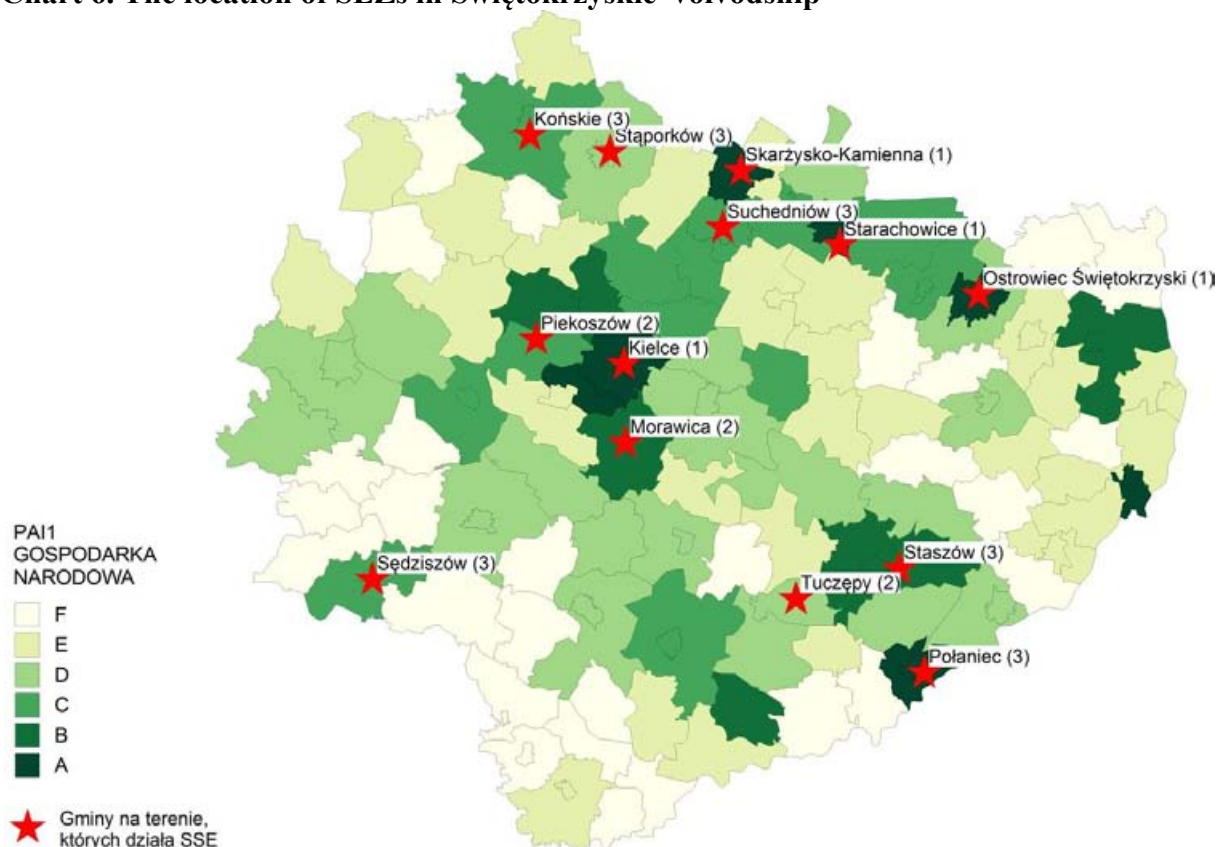 Chart 6. The location of SEZs in Świętokrzyskie voivodship
Końskie (3)
Stąporków (3)
Skarżysko-Kamienna (1)
Suchedniów (3)
Starachowice (1)
Ostrowiec Świętokrzyski (1)
Piekoszów (2)
Kielce (1)
Morawica (2)
Sędziszów (3)
Staszów (3)
Tuczępy (2)
Połaniec (3)
PAI1
GOSPODARKA
NARODOWA
F
E
D
C
B
A
Gminy na terenie,
których działa SSE